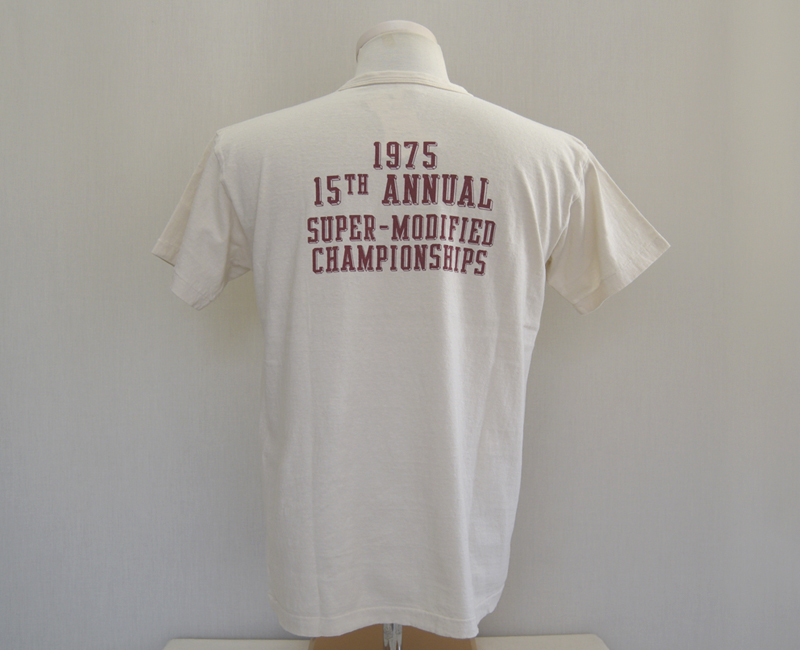 1975
15TH ANNUAL
SUPER-MODIFIED
CHAMPIONSHIPS